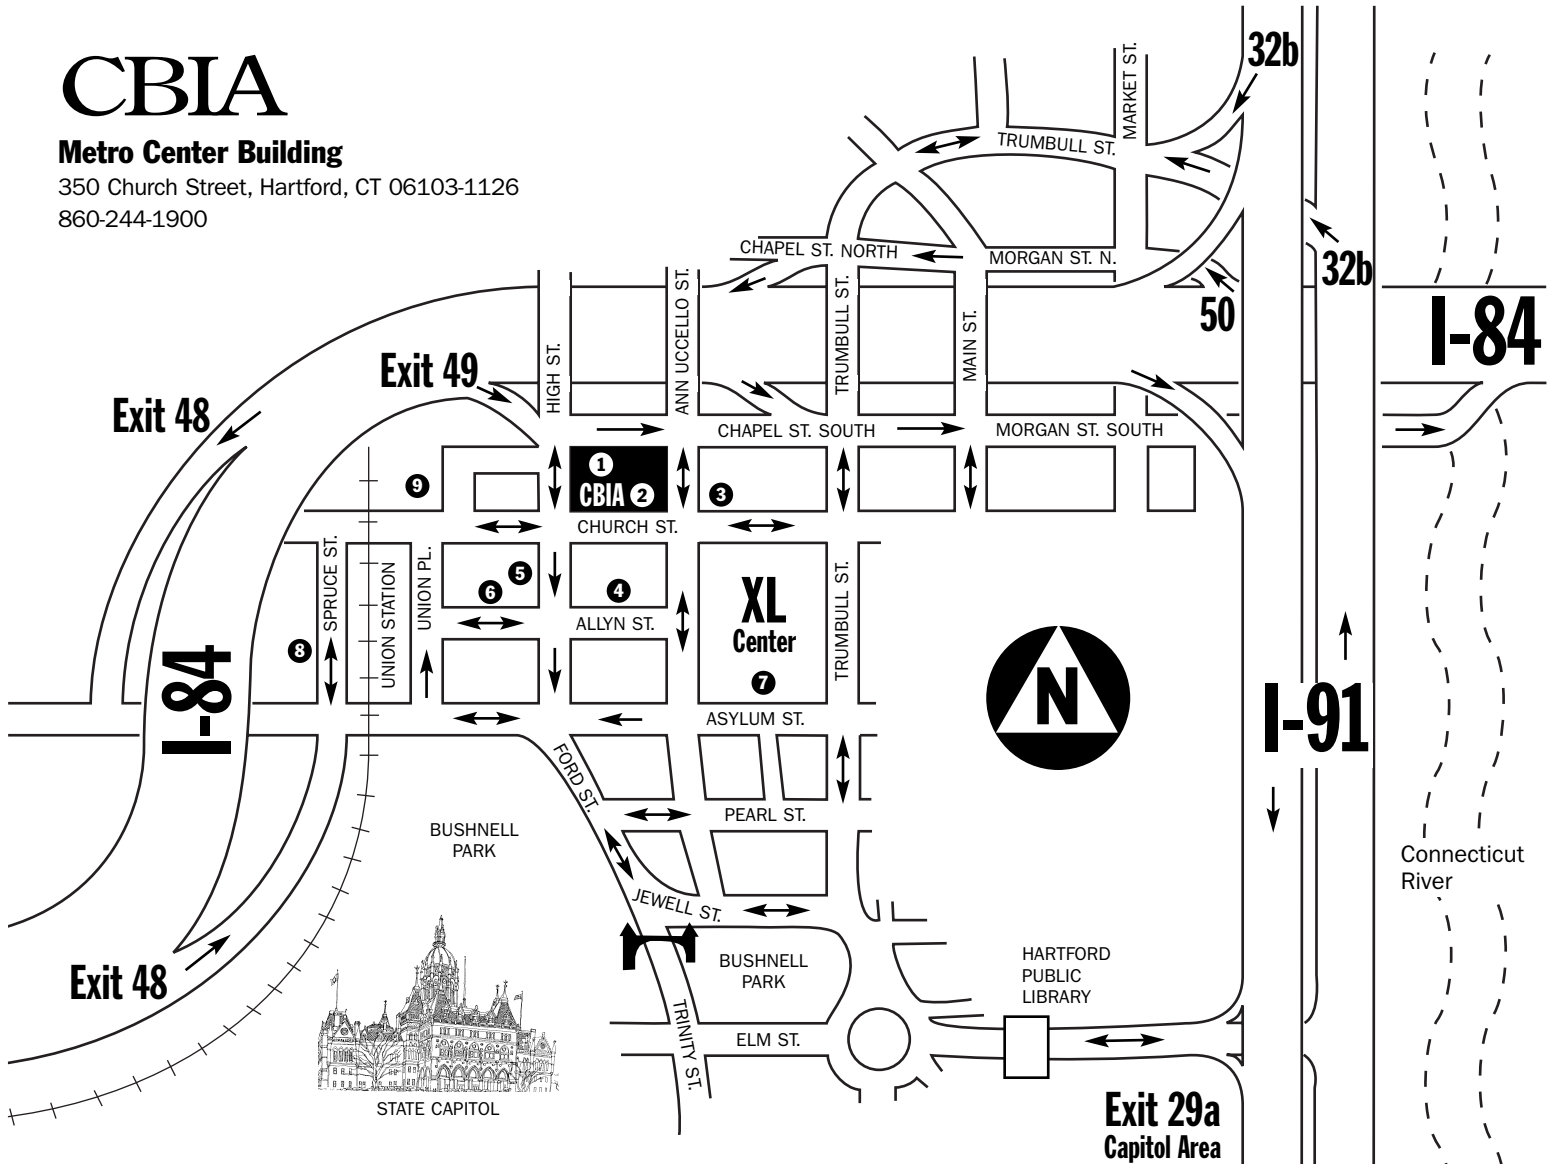 CBIA
Metro Center Building
350 Church Street, Hartford, CT 06103-1126
860-244-1900
32b
MARKET ST.
TRUMBULL ST.
CHAPEL ST. NORTH
MORGAN ST. N.
32b
50
I-84
ANN UCCELLO ST.
TRUMBULL ST.
MAIN ST.
HIGH ST.
Exit 49
Exit 48
CHAPEL ST. SOUTH
MORGAN ST. SOUTH
1
CBIA 2
3
9
CHURCH ST.
SPRUCE ST.
UNION STATION
UNION PL.
5
6
4
XL
Center
7
TRUMBULL ST.
ALLYN ST.
8
I-84
N
I-91
ASYLUM ST.
FORD ST.
PEARL ST.
BUSHNELL
PARK
Connecticut
River
JEWELL ST.
BUSHNELL
PARK
HARTFORD
PUBLIC
LIBRARY
Exit 48
TRINITY ST.
ELM ST.
STATE CAPITOL
Exit 29a
Capitol Area